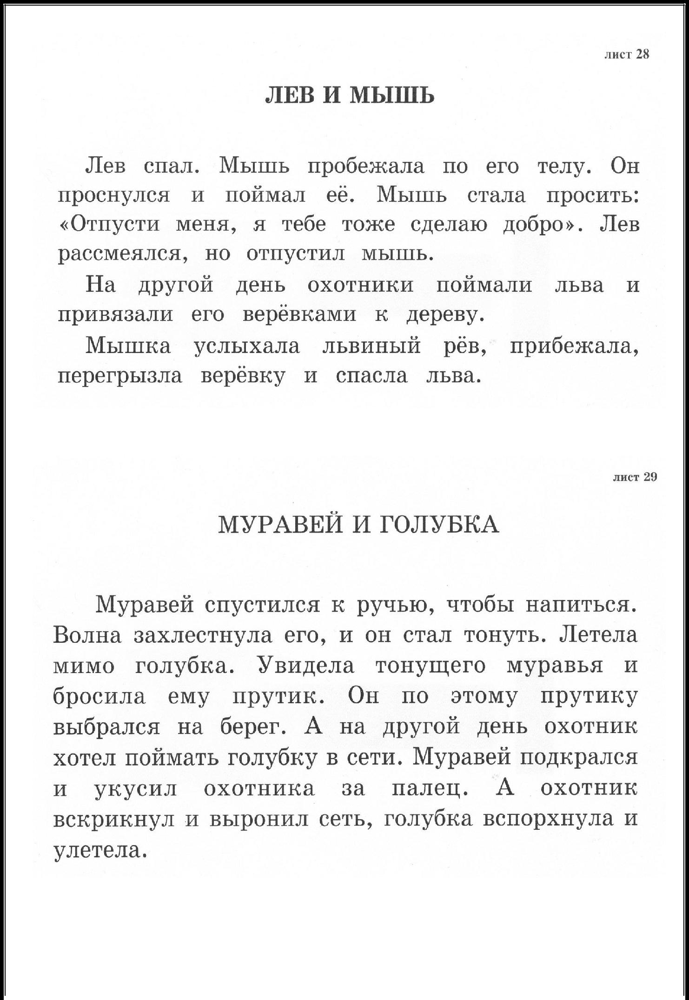 лист 28
ЛЕВ И МЫШЬ
Лев спал. Мышь пробежала по его телу. Он
проснулся и поймал её. Мышь стала просить:
«Отпусти меня, я тебе тоже сделаю добро». Лев
рассмеялся, но отпустил мышь.
На другой день охотники поймали льва и
привязали его верёвками к дереву.
Мышка услыхала львиный рёв, прибежала,
перегрызла верёвку и спасла льва.
лист 29
МУРАВЕЙ И ГОЛУБКА
Муравей спустился к ручью, чтобы напиться.
Волна захлестнула его, и он стал тонуть. Летела
мимо голубка. Увидела тонущего муравья и
бросила ему прутик. Он по этому прутику
выбрался на берег. А на другой день охотник
хотел поймать голубку в сети. Муравей подкрался
и укусил охотника за палец. А охотник
вскрикнул и выронил сеть, голубка вспорхнула и
улетела.